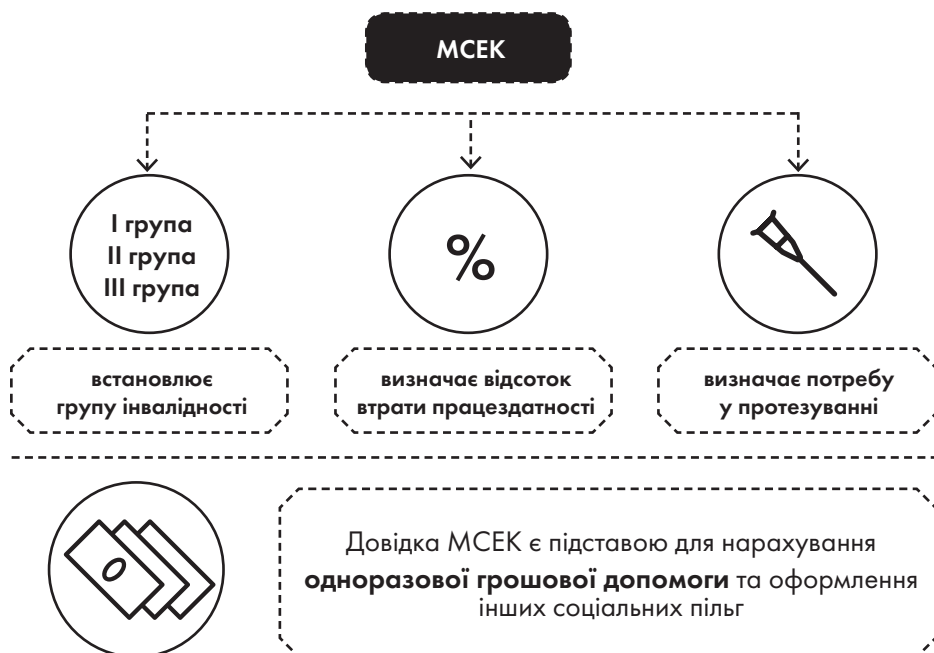 МСЕК
I група
II група
III група
%
встановлює
групу інвалідності
визначає відсоток
втрати працездатності
визначає потребу
у протезуванні
Довідка МСЕК є підставою для нарахування
одноразової грошової допомоги та оформлення
інших соціальних пільг